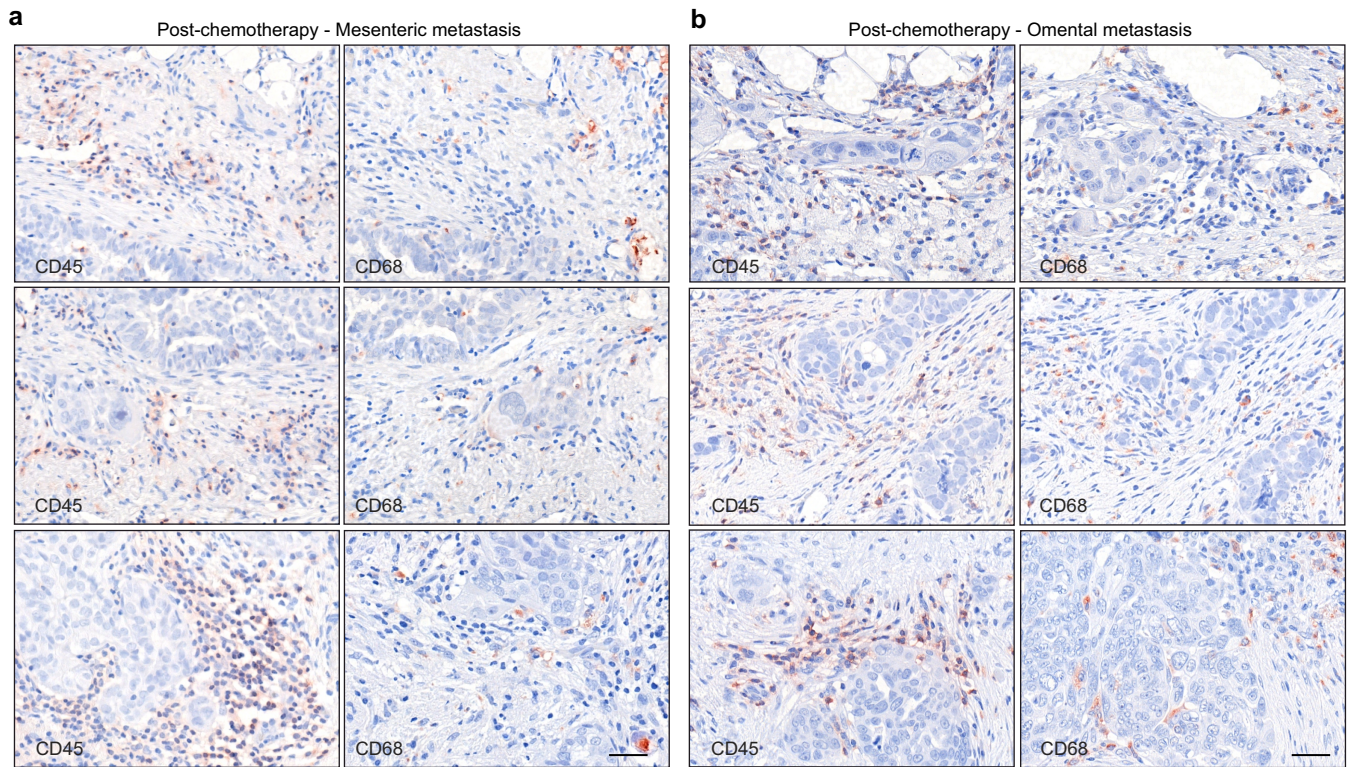 a
Post-chemotherapy - Mesenteric metastasis
CD45
CD68
CD45
CD68
CD45
CD68
b
Post-chemotherapy - Omental metastasis
CD45
CD68
CD45
CD68
CD45
CD68